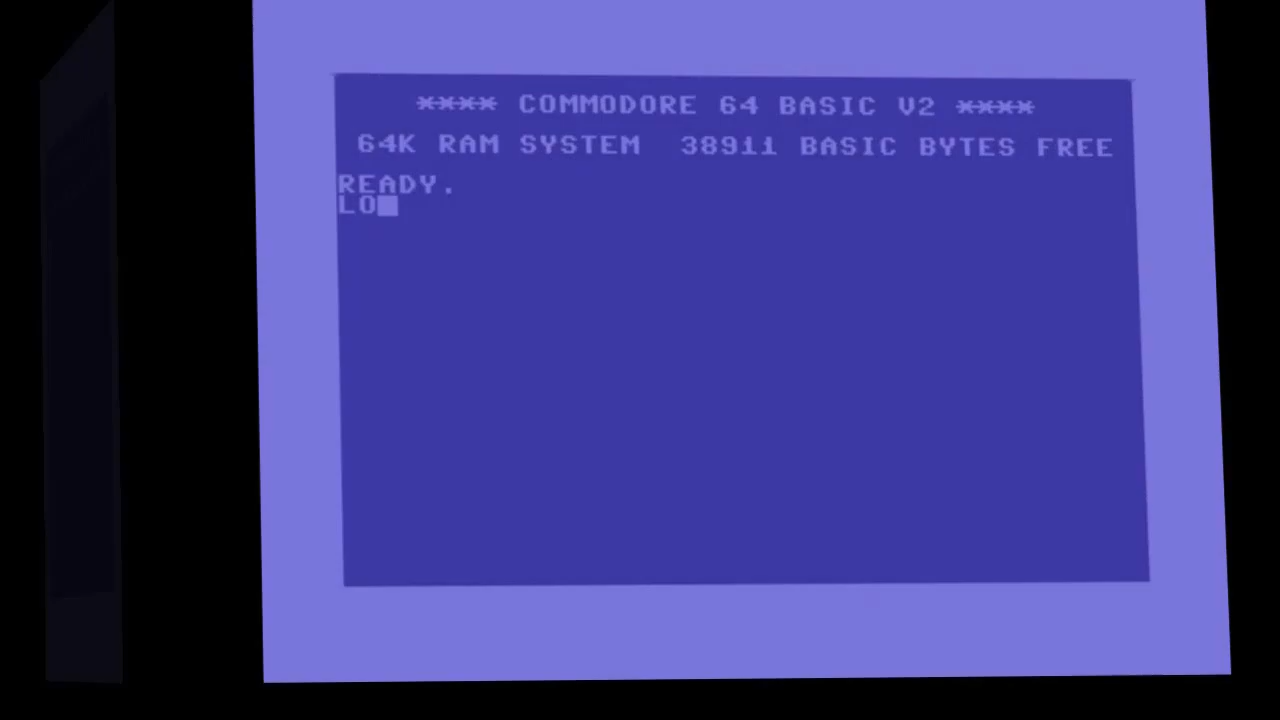 **** COMMODORE 64 BASIC V2 ****
64K RAM SYSTEM 38911 BASIC BYTES FREE
READY.
LO